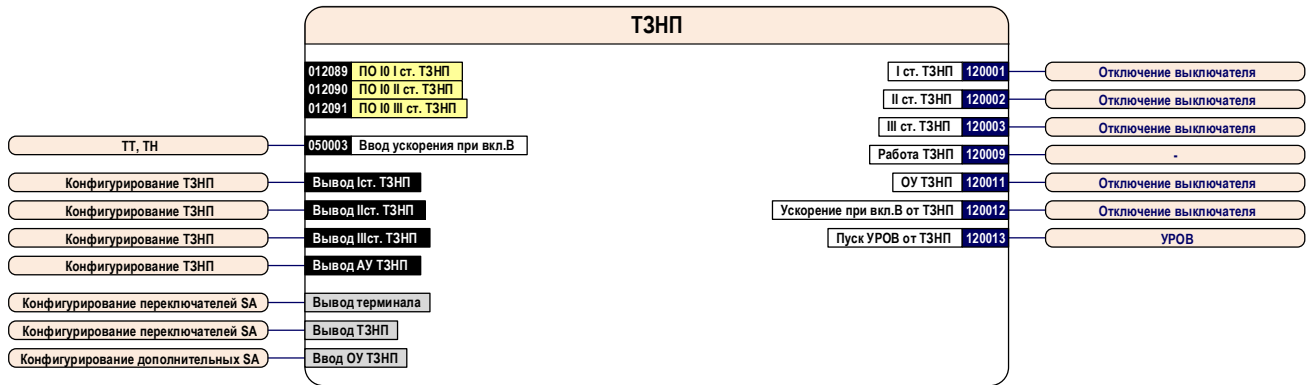 ТЗНП
012089 ПО I0 I ст. ТЗНП
012090 ПО I0 II ст. ТЗНП
012091 ПО I0 III ст. ТЗНП
ТТ, ТН 050003 Ввод ускорения при вкл.В
Конфигурирование ТЗНП Вывод Iст. ТЗНП
Конфигурирование ТЗНП Вывод IIст. ТЗНП
Конфигурирование ТЗНП Вывод IIIст. ТЗНП
Конфигурирование ТЗНП Вывод АУ ТЗНП
Конфигурирование переключателей SA Вывод терминала
Конфигурирование переключателей SA Вывод ТЗНП
Конфигурирование дополнительных SA Ввод ОУ ТЗНП
I ст. ТЗНП 120001 Отключение выключателя
II ст. ТЗНП 120002 Отключение выключателя
III ст. ТЗНП 120003 Отключение выключателя
Работа ТЗНП 120009 -
ОУ ТЗНП 120011 Отключение выключателя
Ускорение при вкл.В от ТЗНП 120012 Отключение выключателя
Пуск УРОВ от ТЗНП 120013 УРОВ